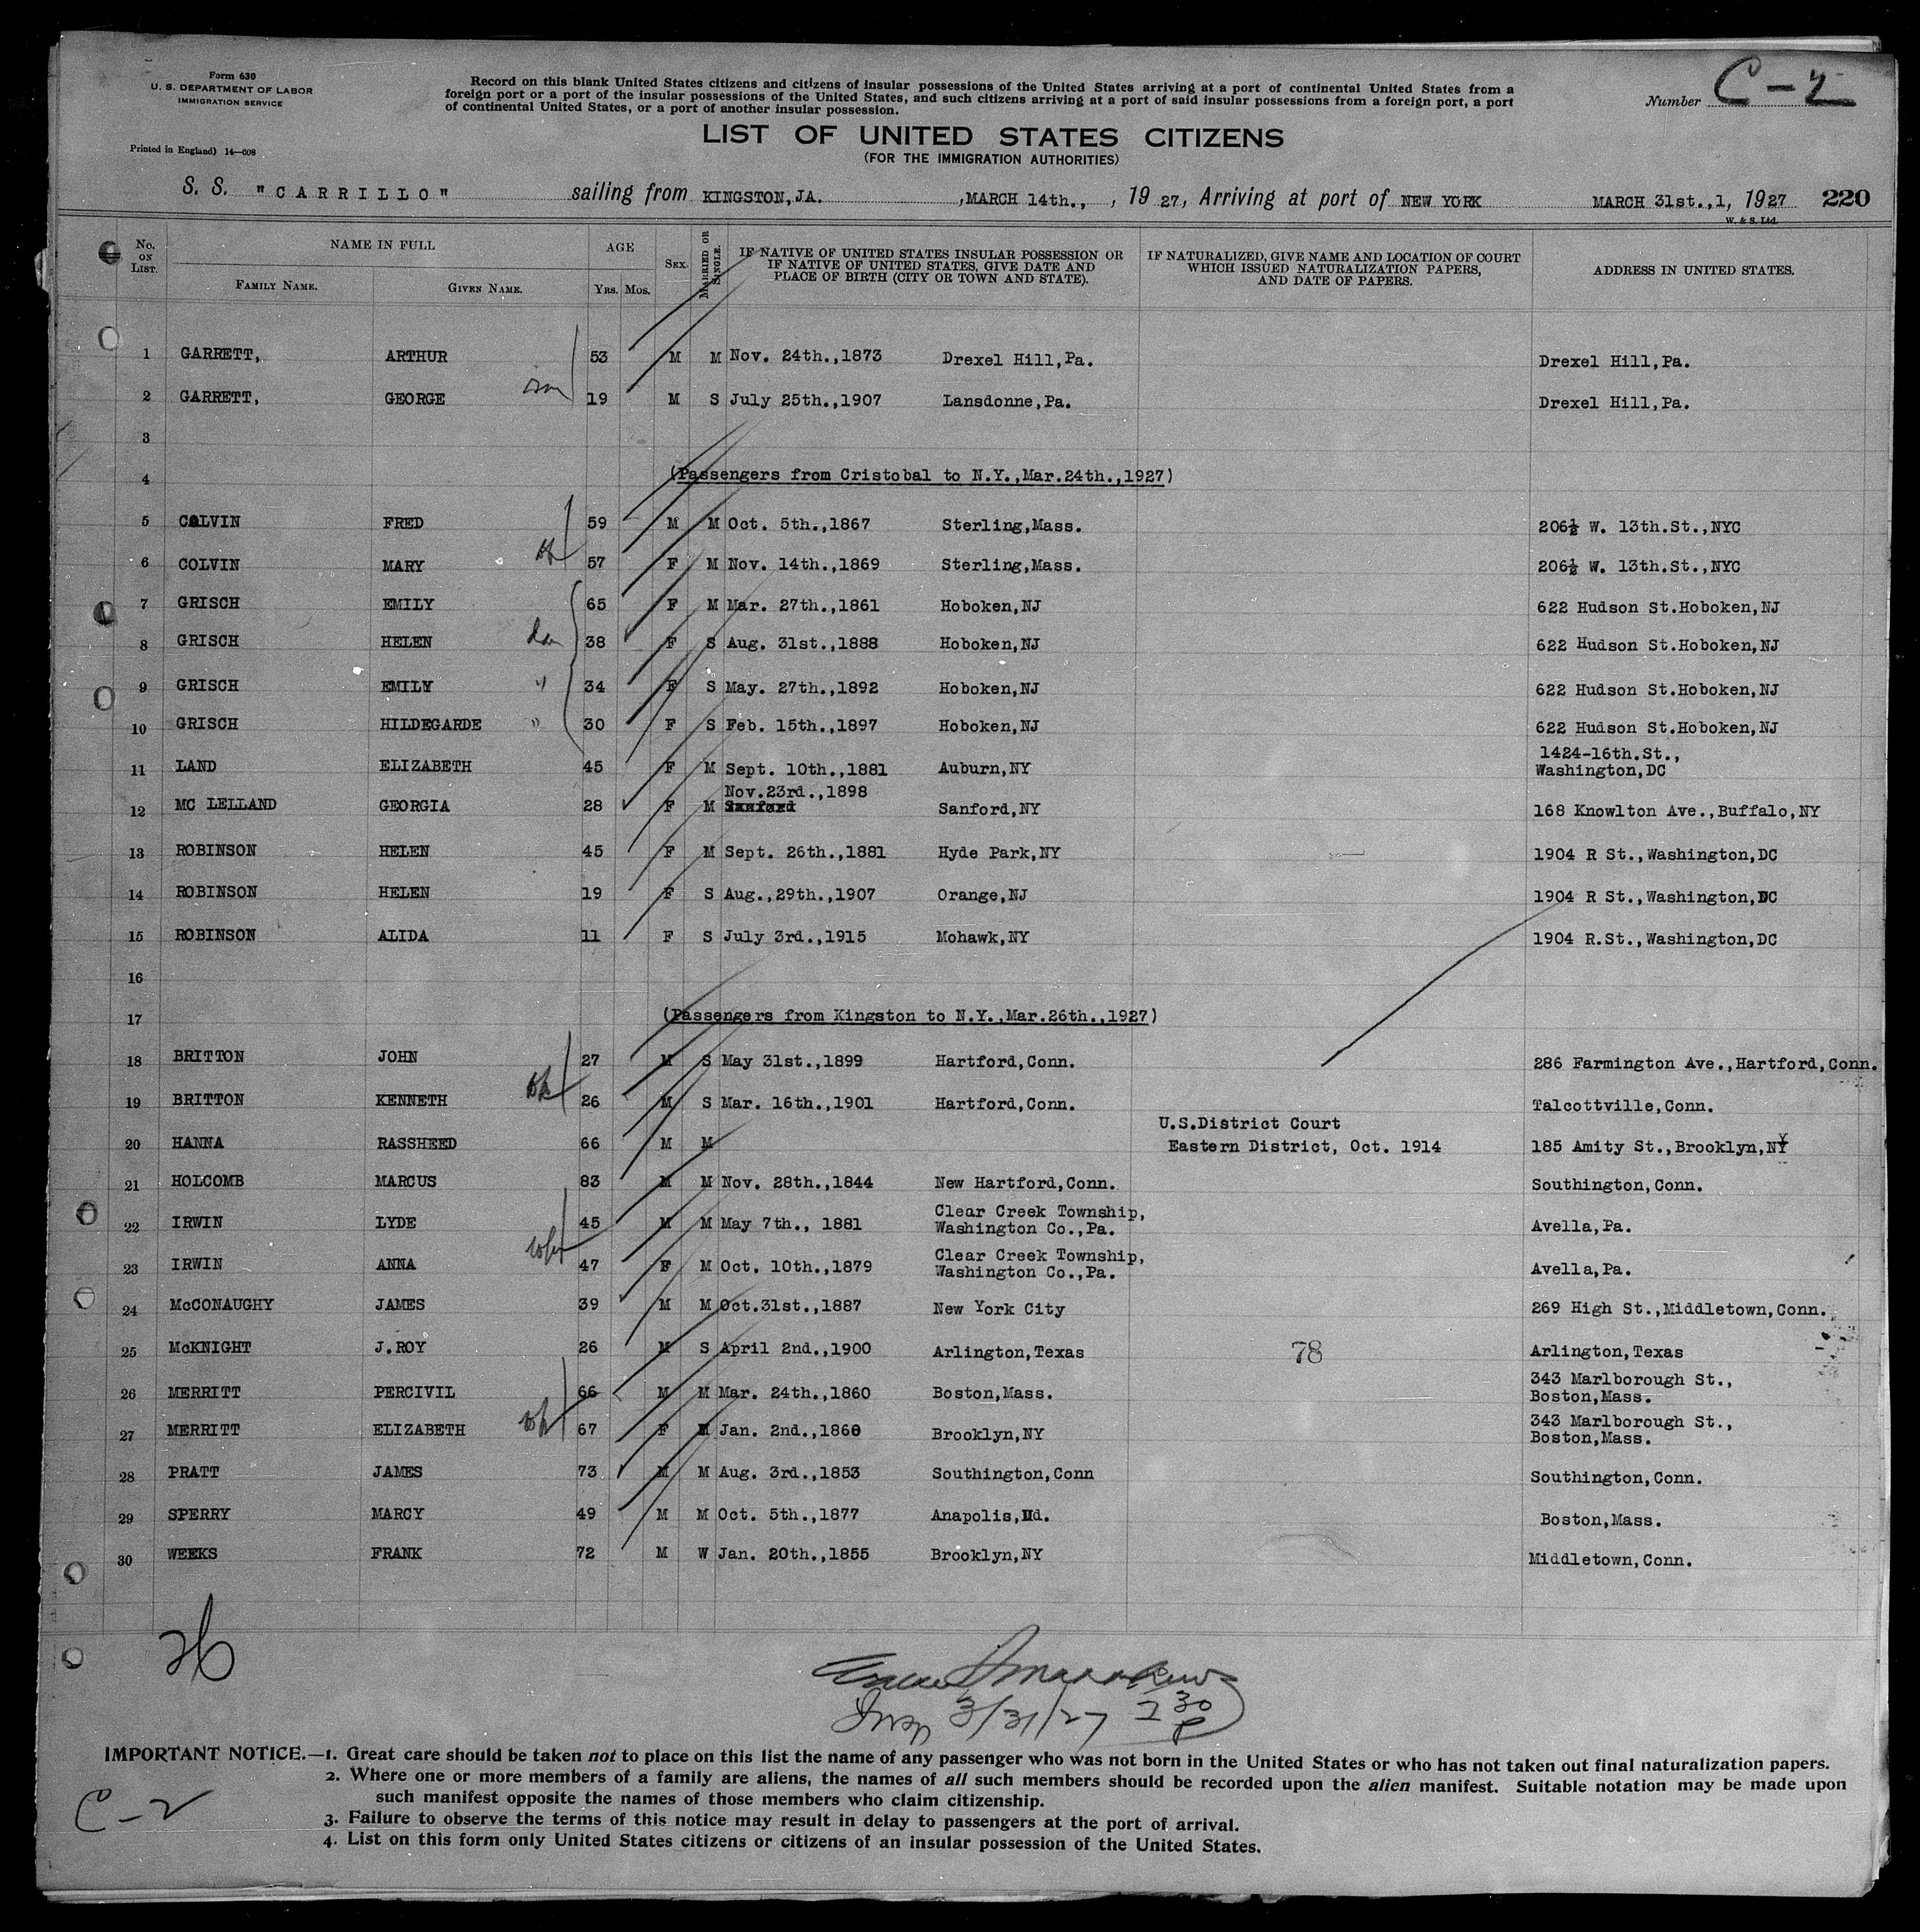 Form 630
U. S. DEPARTMENT OF LABOR
IMMIGRATION SERVICE
Printed in England) 14—608
Record on this blank United States citizens and citizens of insular possessions of the United States arriving at a port of continental United States from a
foreign port or a port of the insular possessions of the United States, and such citizens arriving at a port of said insular possessions from a foreign port, a port
of continental United States, or a port of another insular possession.
Number C-2
LIST OF UNITED STATES CITIZENS
(FOR THE IMMIGRATION AUTHORITIES)
S. S. "CARRILLO" sailing from KINGSTON,JA. ,MARCH 14th., , 19 27, Arriving at port of NEW YORK MARCH 31st.,1, 1927 220
W. & S. Ltd.
No. ON LIST. NAME IN FULL AGE SEX. MARRIED OR SINGLE. IF NATIVE OF UNITED STATES INSULAR POSSESSION OR IF NATIVE OF UNITED STATES, GIVE DATE AND PLACE OF BIRTH (CITY OR TOWN AND STATE). IF NATURALIZED, GIVE NAME AND LOCATION OF COURT WHICH ISSUED NATURALIZATION PAPERS, AND DATE OF PAPERS. ADDRESS IN UNITED STATES.
FAMILY NAME. GIVEN NAME. YRS. MOS.
1 GARRETT, ARTHUR 53 M M Nov. 24th.,1873 Drexel Hill,Pa. Drexel Hill,Pa.
2 GARRETT, GEORGE son 19 M S July 25th.,1907 Lansdonne,Pa. Drexel Hill,Pa.
3
4 (Passengers from Cristobal to N.Y.,Mar.24th.,1927)
5 COLVIN FRED 59 M M Oct. 5th.,1867 Sterling,Mass. 206½ W. 13th.St.,NYC
6 COLVIN MARY 57 F M Nov. 14th.,1869 Sterling,Mass. 206½ W. 13th.St.,NYC
7 GRISCH EMILY 65 F M Mar. 27th.,1861 Hoboken,NJ 622 Hudson St.Hoboken,NJ
8 GRISCH HELEN da 38 F S Aug. 31st.,1888 Hoboken,NJ 622 Hudson St.Hoboken,NJ
9 GRISCH EMILY " 34 F S May. 27th.,1892 Hoboken,NJ 622 Hudson St.Hoboken,NJ
10 GRISCH HILDEGARDE " 30 F S Feb. 15th.,1897 Hoboken,NJ 622 Hudson St.Hoboken,NJ
11 LAND ELIZABETH 45 F M Sept. 10th.,1881 Auburn,NY 1424-16th.St., Washington,DC
12 MC LELLAND GEORGIA 28 F M Nov.23rd.,1898 Sanford Sanford,NY 168 Knowlton Ave.,Buffalo,NY
13 ROBINSON HELEN 45 F M Sept. 26th.,1881 Hyde Park,NY 1904 R St.,Washington,DC
14 ROBINSON HELEN 19 F S Aug.,29th.,1907 Orange,NJ 1904 R St.,Washington,DC
15 ROBINSON ALIDA 11 F S July 3rd.,1915 Mohawk,NY 1904 R.St.,Washington,DC
16
17 (Passengers from Kingston to N.Y.,Mar.26th.,1927)
18 BRITTON JOHN 27 M S May 31st.,1899 Hartford,Conn. 286 Farmington Ave.,Hartford,Conn.
19 BRITTON KENNETH 26 M S Mar. 16th.,1901 Hartford,Conn. Talcottville,Conn.
20 HANNA RASSHEED 66 M M U.S.District Court Eastern District, Oct. 1914 185 Amity St.,Brooklyn,NY
21 HOLCOMB MARCUS 83 M M Nov. 28th.,1844 New Hartford,Conn. Southington,Conn.
22 IRWIN LYDE 45 M M May 7th., 1881 Clear Creek Township, Washington Co.,Pa. Avella,Pa.
23 IRWIN ANNA 47 F M Oct. 10th.,1879 Clear Creek Township, Washington Co.,Pa. Avella,Pa.
24 McCONAUGHY JAMES 39 M M Oct.31st.,1887 New York City 269 High St.,Middletown,Conn.
25 McKNIGHT J.ROY 26 M S April 2nd.,1900 Arlington,Texas 78 Arlington,Texas
26 MERRITT PERCIVIL 66 M M Mar. 24th.,1860 Boston,Mass. 343 Marlborough St., Boston,Mass.
27 MERRITT ELIZABETH 67 F M Jan. 2nd.,1860 Brooklyn,NY 343 Marlborough St., Boston,Mass.
28 PRATT JAMES 73 M M Aug. 3rd.,1853 Southington,Conn Southington,Conn.
29 SPERRY MARCY 49 M M Oct. 5th.,1877 Anapolis,Md. Boston,Mass.
30 WEEKS FRANK 72 M W Jan. 20th.,1855 Brooklyn,NY Middletown,Conn.
26
Insp 3/31/27 2 30 P
IMPORTANT NOTICE.—1. Great care should be taken not to place on this list the name of any passenger who was not born in the United States or who has not taken out final naturalization papers.
2. Where one or more members of a family are aliens, the names of all such members should be recorded upon the alien manifest. Suitable notation may be made upon
such manifest opposite the names of those members who claim citizenship.
3. Failure to observe the terms of this notice may result in delay to passengers at the port of arrival.
4. List on this form only United States citizens or citizens of an insular possession of the United States.
C-2